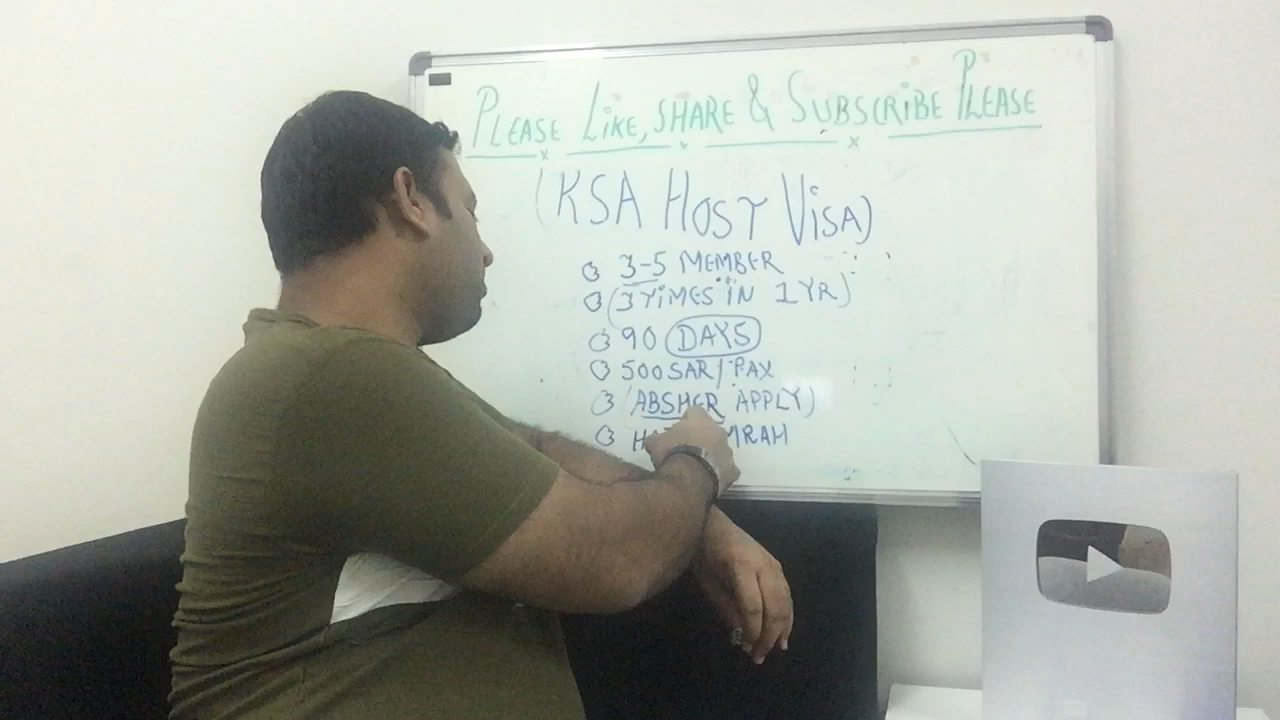 PLEASE LIKE, SHARE & SUBSCRIBE PLEASE
(KSA HOST VISA)
3-5 MEMBER
(3 TIMES IN 1 YR)
90 DAYS
500 SAR/PAX
(ABSHER APPLY)